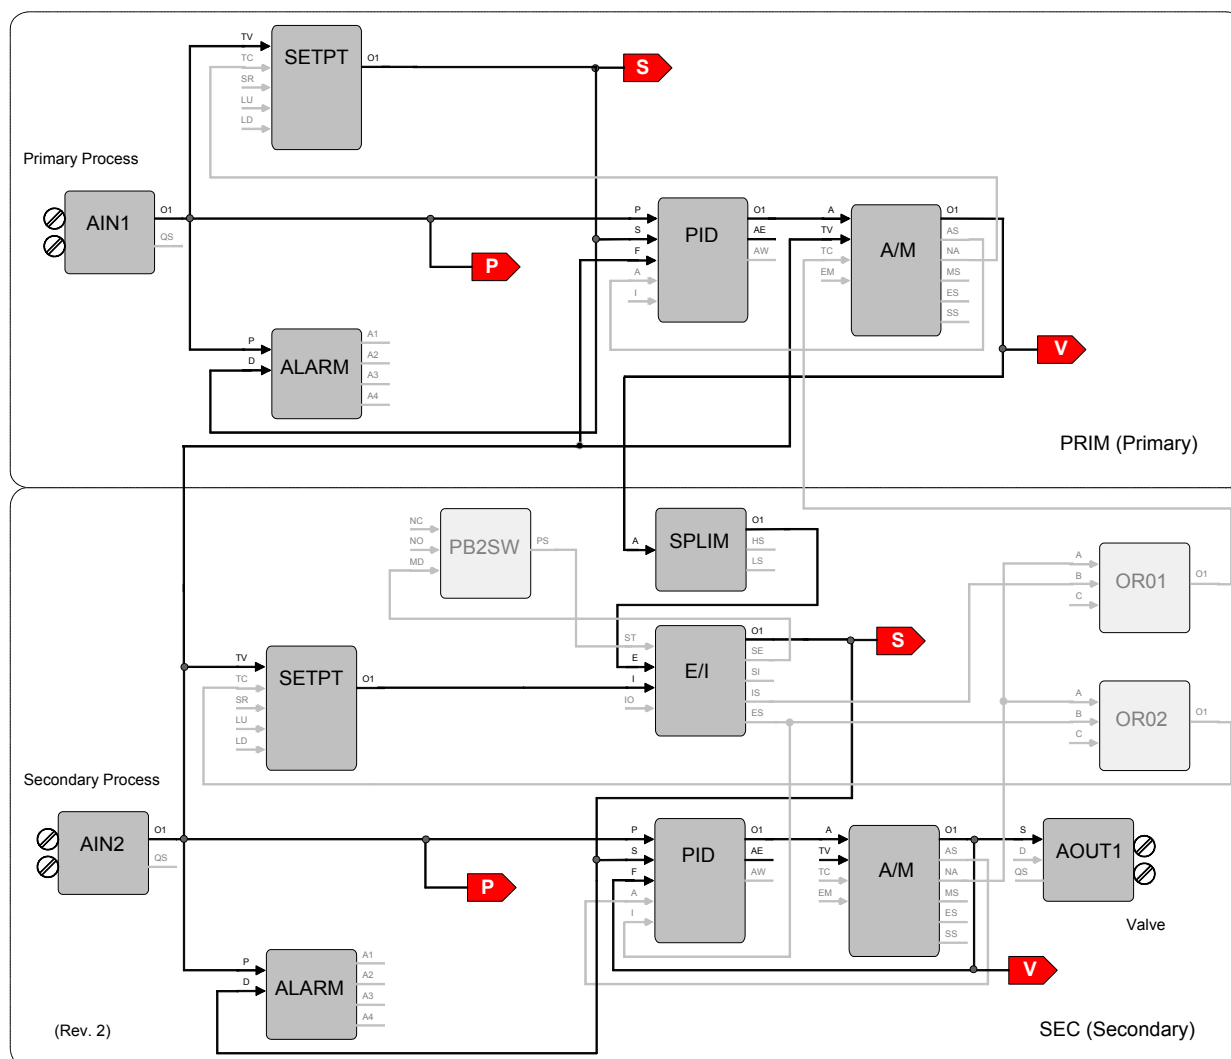 TV
TC
SR
LU
LD
SETPT
O1
S
Primary Process
AIN1
O1
QS
P
P
S
F
A
I
PID
O1
AE
AW
A
TV
TC
EM
A/M
O1
AS
NA
MS
ES
SS
P
D
ALARM
A1
A2
A3
A4
V
PRIM (Primary)
NC
NO
MD
PB2SW
PS
A
SPLIM
O1
HS
LS
A
B
C
OR01
O1
TV
TC
SR
LU
LD
SETPT
O1
ST
E
I
IO
E/I
O1
SE
SI
IS
ES
S
A
B
C
OR02
O1
Secondary Process
AIN2
O1
QS
P
P
S
F
A
I
PID
O1
AE
AW
A
TV
TC
EM
A/M
O1
AS
NA
MS
ES
SS
S
D
QS
AOUT1
Valve
P
D
ALARM
A1
A2
A3
A4
V
(Rev. 2)
SEC (Secondary)